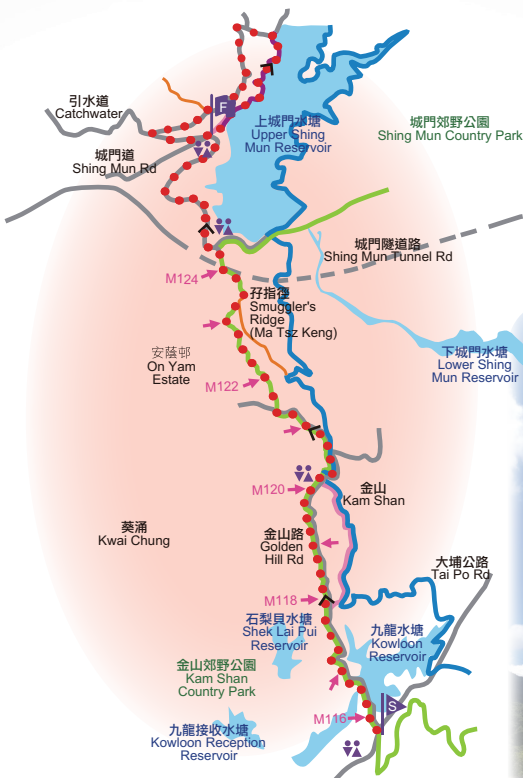 引水道
Catchwater
F
上城門水塘
Upper Shing
Mun Reservoir
城門郊野公園
Shing Mun Country Park
城門道
Shing Mun Rd
城門隧道路
Shing Mun Tunnel Rd
M124
孖指徑
Smuggler's
Ridge
(Ma Tsz Keng)
安蔭邨
On Yam
Estate
M122
下城門水塘
Lower Shing
Mun Reservoir
M120
金山
Kam Shan
葵涌
Kwai Chung
金山路
Golden
Hill Rd
大埔公路
Tai Po Rd
M118
石梨貝水塘
Shek Lai Pui
Reservoir
九龍水塘
Kowloon
Reservoir
金山郊野公園
Kam Shan
Country Park
S
M116
九龍接收水塘
Kowloon Reception
Reservoir